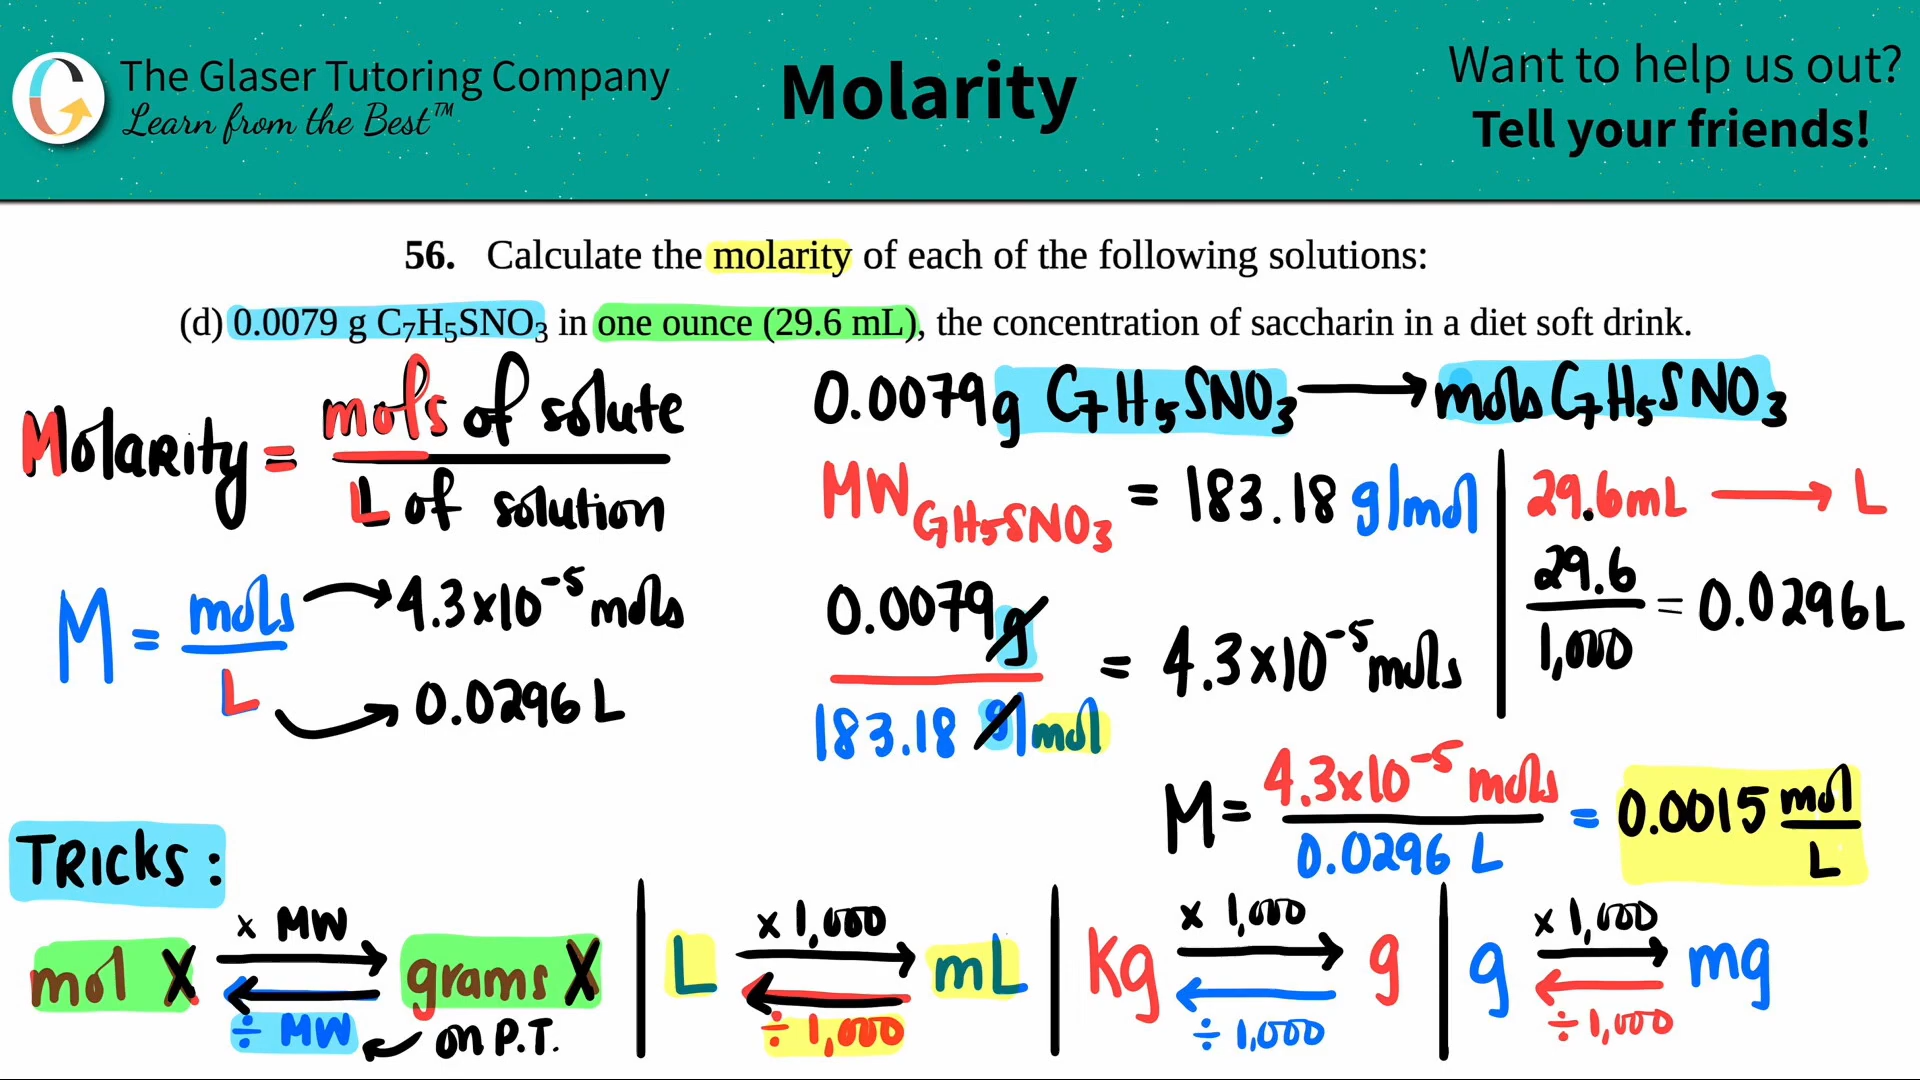 The Glaser Tutoring Company
Learn from the Best™
Molarity
Want to help us out?
Tell your friends!
56. Calculate the molarity of each of the following solutions:
(d) 0.0079 g C₇H₅SNO₃ in one ounce (29.6 mL), the concentration of saccharin in a diet soft drink.
Molarity = mols of solute
L of solution
M = mols → 4.3x10⁻⁵ mols
L → 0.0296 L
0.0079g C₇H₅SNO₃ → mols C₇H₅SNO₃
MW C₇H₅SNO₃ = 183.18 g/mol
0.0079g
183.18 g/mol
= 4.3x10⁻⁵ mols
29.6mL → L
29.6
1,000
= 0.0296 L
M = 4.3x10⁻⁵ mols
0.0296 L
= 0.0015 mol
L
TRICKS:
x MW
mol X → grams X
÷ MW
on P.T.
x 1,000
L → mL
÷ 1,000
x 1,000
Kg → g
÷ 1,000
x 1,000
g → mg
÷ 1,000